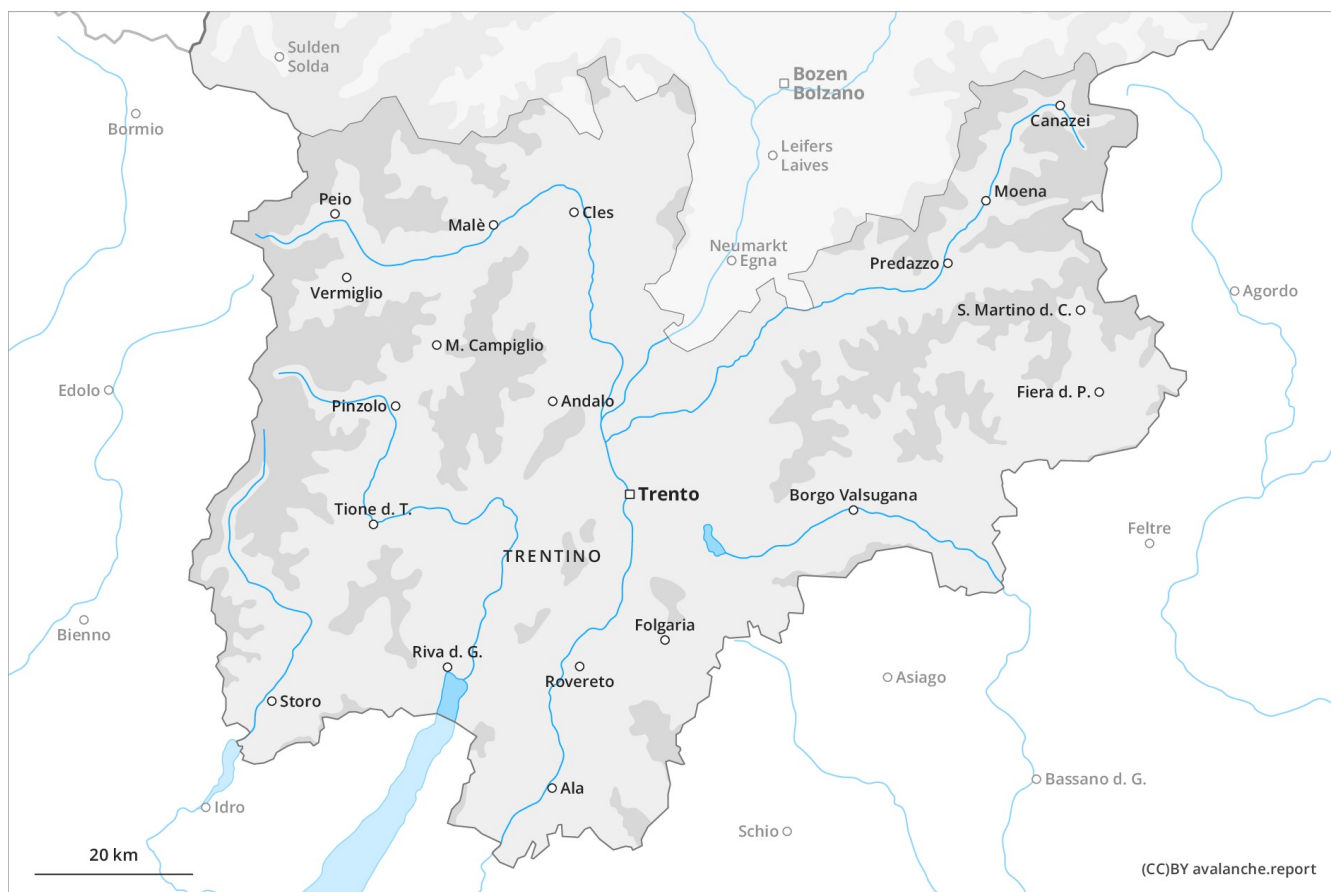 Sulden
Solda
Bozen
Bolzano
Bormio
Canazei
Leifers
Laives
Peio
Moena
Malè
Cles
Neumarkt
Egna
Predazzo
Vermiglio
Agordo
S. Martino d. C.
M. Campiglio
Edolo
Pinzolo
Andalo
Fiera d. P.
Trento
Borgo Valsugana
Tione d. T.
Feltre
TRENTINO
Bienno
Folgaria
Riva d. G.
Rovereto
Asiago
Storo
Bassano d. G.
Ala
Idro
Schio
20 km
(CC)BY avalanche.report